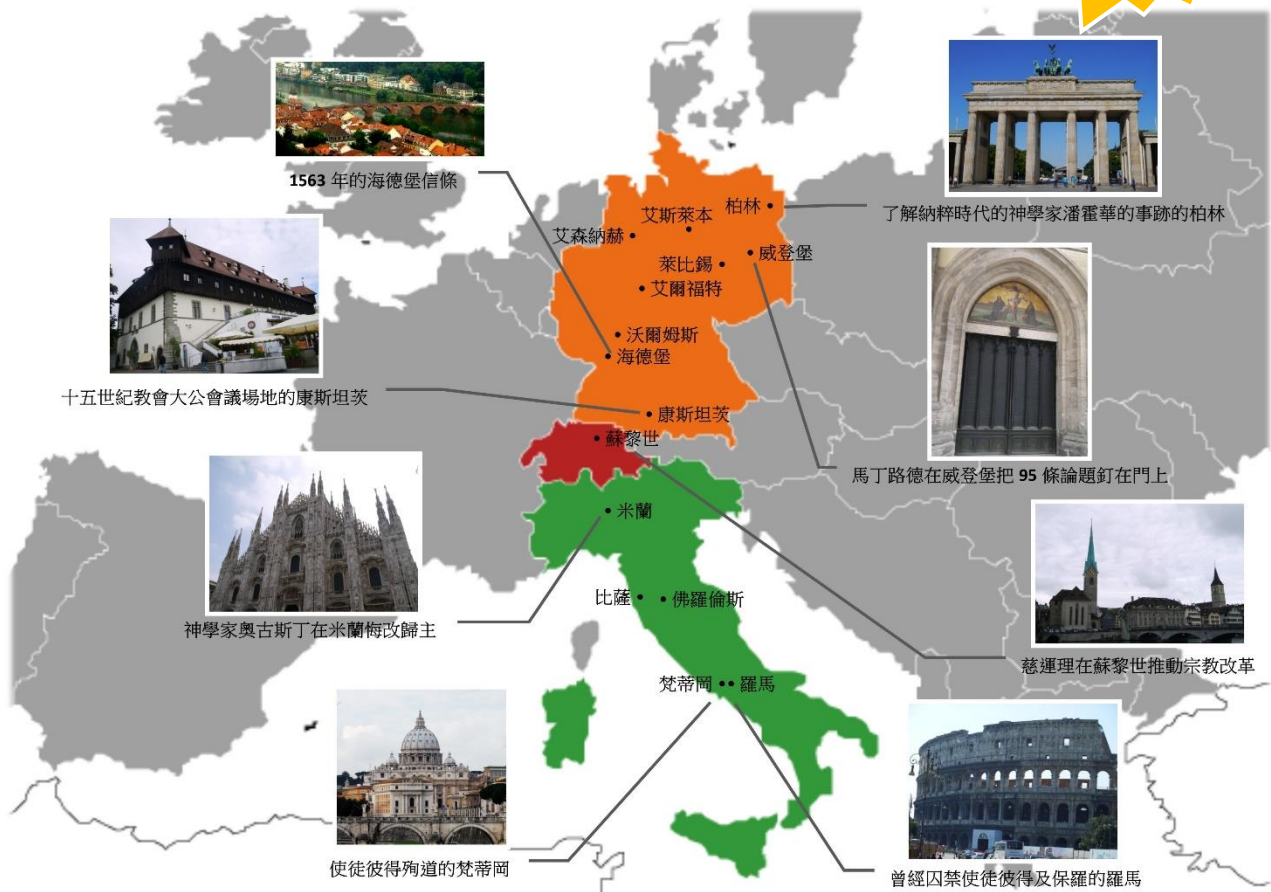 1563 年的海德堡信條
了解納粹時代的神學家潘霍華的事跡的柏林
柏林
艾斯萊本
艾森納赫
威登堡
萊比錫
艾爾福特
沃爾姆斯
海德堡
十五世紀教會大公會議場地的康斯坦茨
康斯坦茨
蘇黎世
馬丁路德在威登堡把 95 條論題釘在門上
米蘭
比薩
佛羅倫斯
神學家奧古斯丁在米蘭悔改歸主
慈運理在蘇黎世推動宗教改革
梵蒂岡
羅馬
使徒彼得殉道的梵蒂岡
曾經囚禁使徒彼得及保羅的羅馬